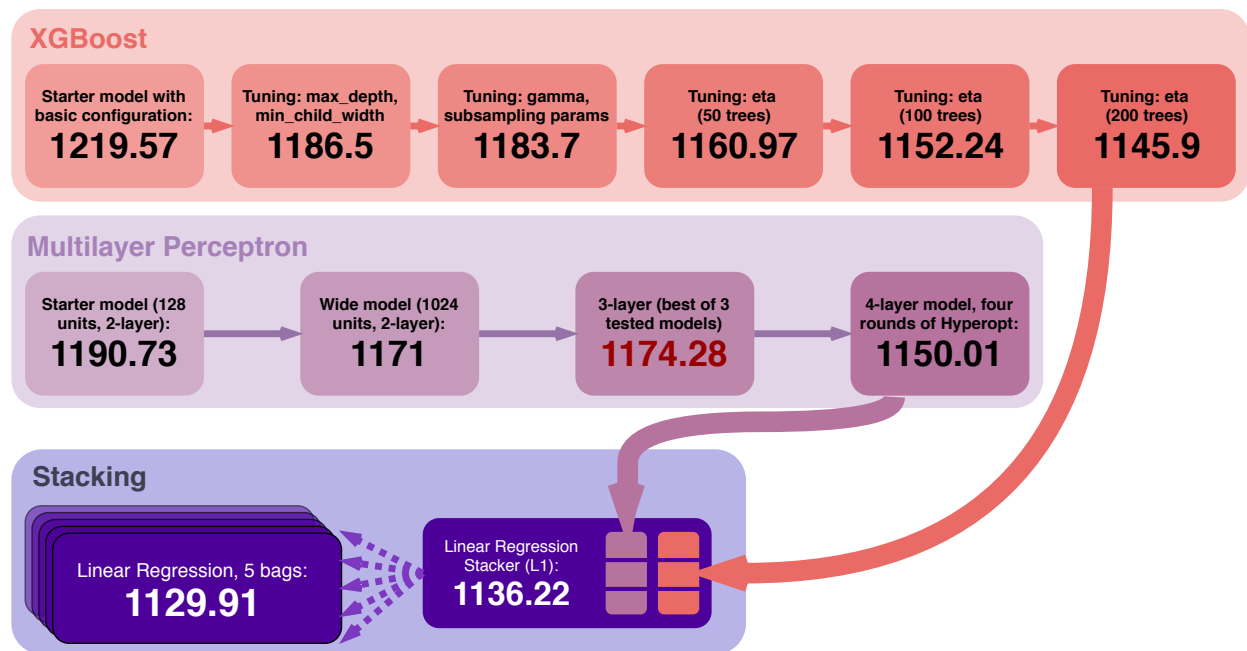 XGBoost
Starter model with
basic configuration:
1219.57
Tuning: max_depth,
min_child_width
1186.5
Tuning: gamma,
subsampling params
1183.7
Tuning: eta
(50 trees)
1160.97
Tuning: eta
(100 trees)
1152.24
Tuning: eta
(200 trees)
1145.9
Multilayer Perceptron
Starter model (128
units, 2-layer):
1190.73
Wide model (1024
units, 2-layer):
1171
3-layer (best of 3
tested models)
1174.28
4-layer model, four
rounds of Hyperopt:
1150.01
Stacking
Linear Regression, 5 bags:
1129.91
Linear Regression
Stacker (L1):
1136.22